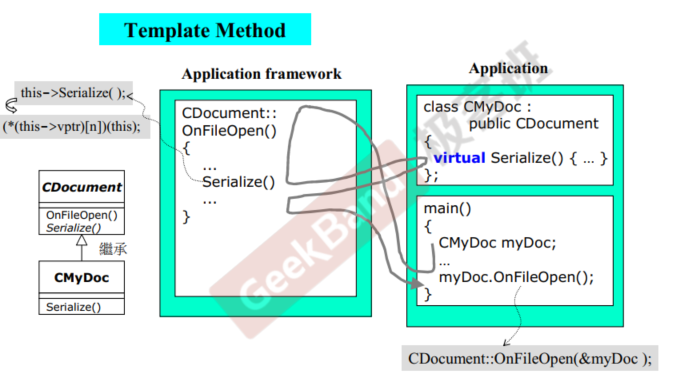 Template Method
Application framework
Application
this->Serialize( );
(*(this->vptr)[n])(this);
CDocument::
OnFileOpen()
{
...
Serialize()
...
}
class CMyDoc :
public CDocument
{
virtual Serialize() { ... }
};
main()
{
CMyDoc myDoc;
...
myDoc.OnFileOpen();
}
CDocument
OnFileOpen()
Serialize()
繼承
CMyDoc
Serialize()
CDocument::OnFileOpen(&myDoc );
GeekBand 极客班